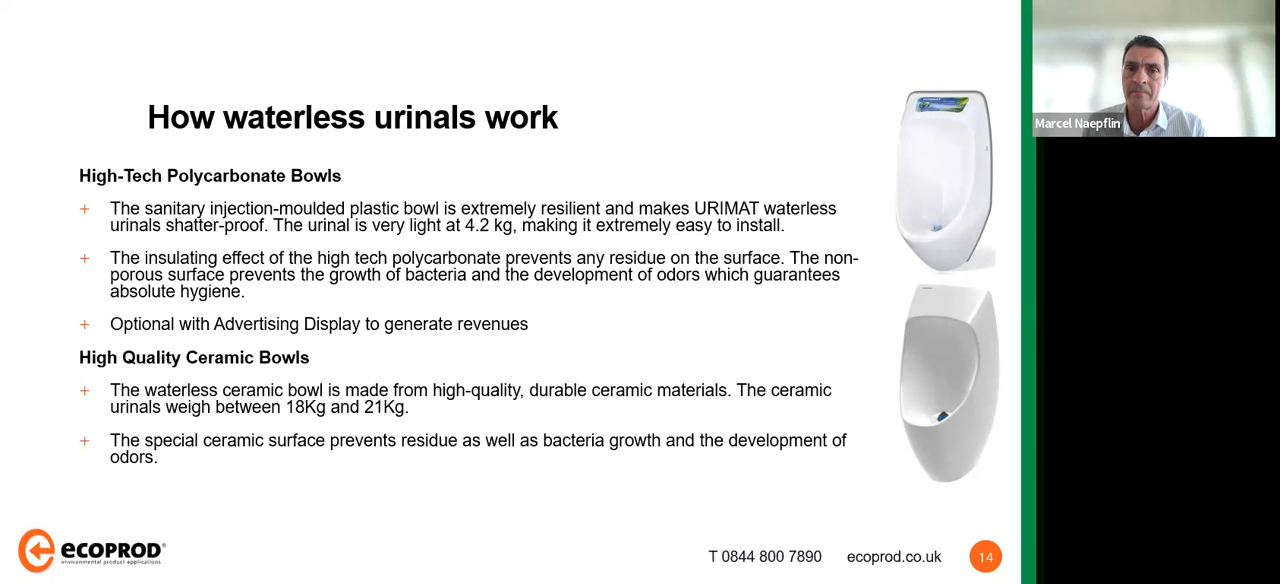 How waterless urinals work
High-Tech Polycarbonate Bowls
+ The sanitary injection-moulded plastic bowl is extremely resilient and makes URIMAT waterless
urinals shatter-proof. The urinal is very light at 4.2 kg, making it extremely easy to install.
+ The insulating effect of the high tech polycarbonate prevents any residue on the surface. The non-
porous surface prevents the growth of bacteria and the development of odors which guarantees
absolute hygiene.
+ Optional with Advertising Display to generate revenues
High Quality Ceramic Bowls
+ The waterless ceramic bowl is made from high-quality, durable ceramic materials. The ceramic
urinals weigh between 18Kg and 21Kg.
+ The special ceramic surface prevents residue as well as bacteria growth and the development of
odors.
Marcel Naepflin
ECOPROD®
environmental product applications
T 0844 800 7890
ecoprod.co.uk
14